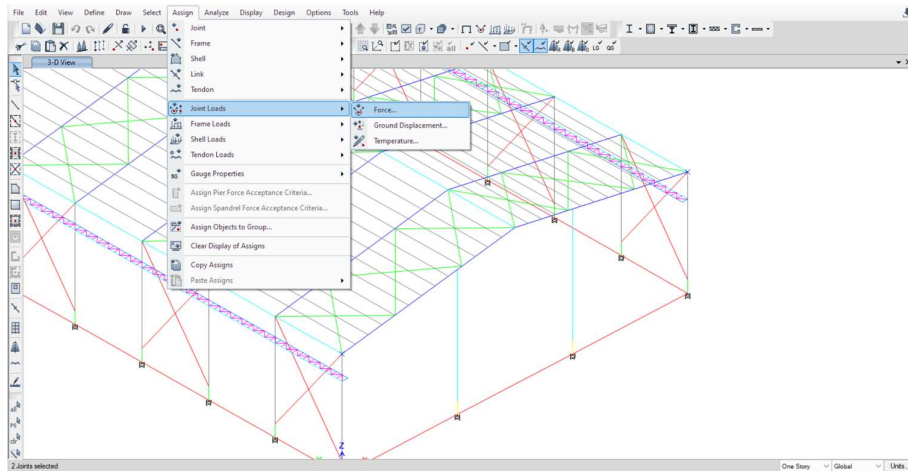 File Edit View Define Draw Select Assign Analyze Display Design Options Tools Help
3-D View
Joint
Frame
Shell
Link
Tendon
Joint Loads
Frame Loads
Shell Loads
Tendon Loads
Gauge Properties
Assign Pier Force Acceptance Criteria...
Assign Spandrel Force Acceptance Criteria...
Assign Objects to Group...
Clear Display of Assigns
Copy Assigns
Paste Assigns
Force...
Ground Displacement...
Temperature...
Z
2 Joints selected
One Story Global Units...